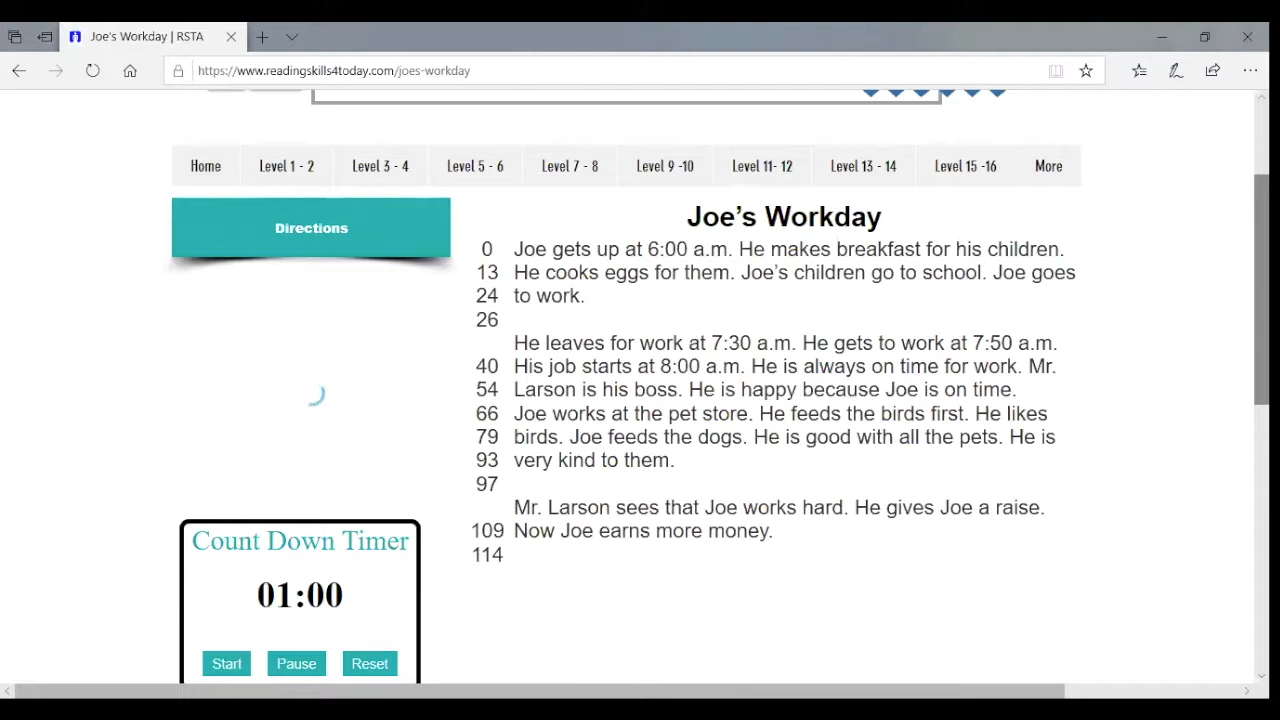 Joe's Workday | RSTA
https://www.readingskills4today.com/joes-workday
Home Level 1 - 2 Level 3 - 4 Level 5 - 6 Level 7 - 8 Level 9 -10 Level 11- 12 Level 13 - 14 Level 15 -16 More
Directions
Joe's Workday
0 Joe gets up at 6:00 a.m. He makes breakfast for his children.
13 He cooks eggs for them. Joe's children go to school. Joe goes
24 to work.
26
He leaves for work at 7:30 a.m. He gets to work at 7:50 a.m.
40 His job starts at 8:00 a.m. He is always on time for work. Mr.
54 Larson is his boss. He is happy because Joe is on time.
66 Joe works at the pet store. He feeds the birds first. He likes
79 birds. Joe feeds the dogs. He is good with all the pets. He is
93 very kind to them.
97
Mr. Larson sees that Joe works hard. He gives Joe a raise.
109 Now Joe earns more money.
114
Count Down Timer
01:00
Start Pause Reset